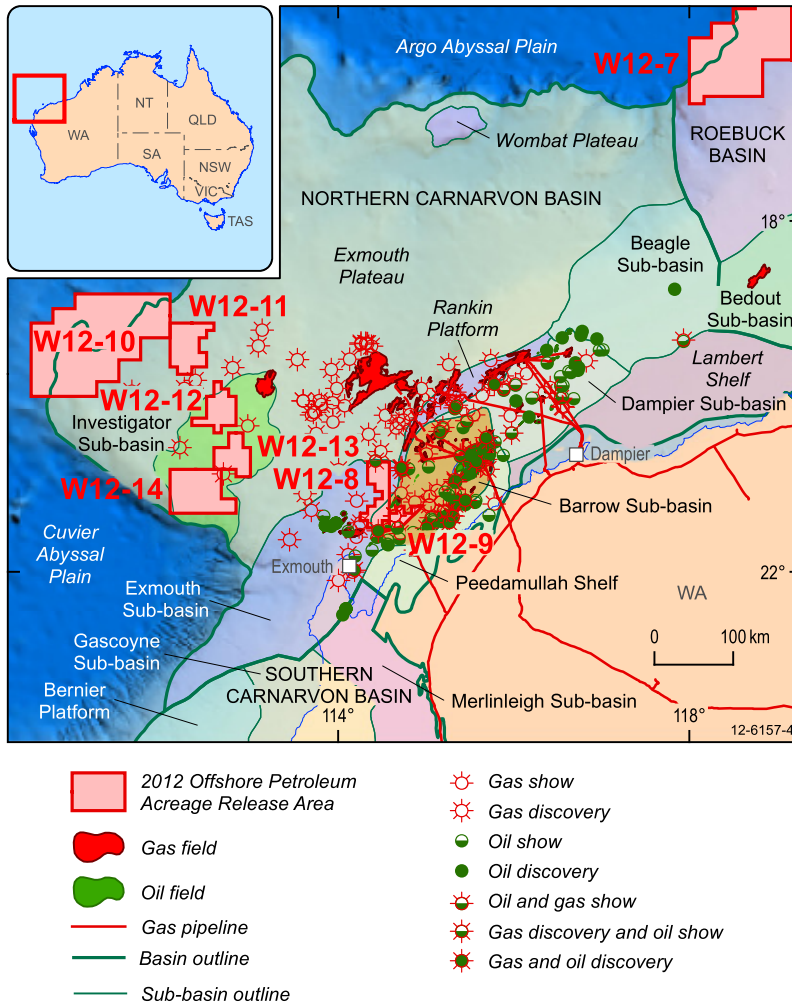 Argo Abyssal Plain
W12-7
NT
QLD
WA
SA
NSW
VIC
TAS
Wombat Plateau
ROEBUCK
BASIN
NORTHERN CARNARVON BASIN
18°
Beagle
Sub-basin
Exmouth
Plateau
Bedout
Sub-basin
Rankin
Platform
W12-11
W12-10
Lambert
Shelf
W12-12
Dampier Sub-basin
Investigator
Sub-basin
W12-13
Dampier
W12-8
W12-14
Barrow Sub-basin
Cuvier
Abyssal
Plain
W12-9
Exmouth
22°
Peedamullah Shelf
Exmouth
Sub-basin
WA
0
100 km
Gascoyne
Sub-basin
SOUTHERN
CARNARVON BASIN
Bernier
Platform
Merlinleigh Sub-basin
114°
118°
12-6157-4
2012 Offshore Petroleum
Acreage Release Area
Gas field
Oil field
Gas pipeline
Basin outline
Sub-basin outline
Gas show
Gas discovery
Oil show
Oil discovery
Oil and gas show
Gas discovery and oil show
Gas and oil discovery